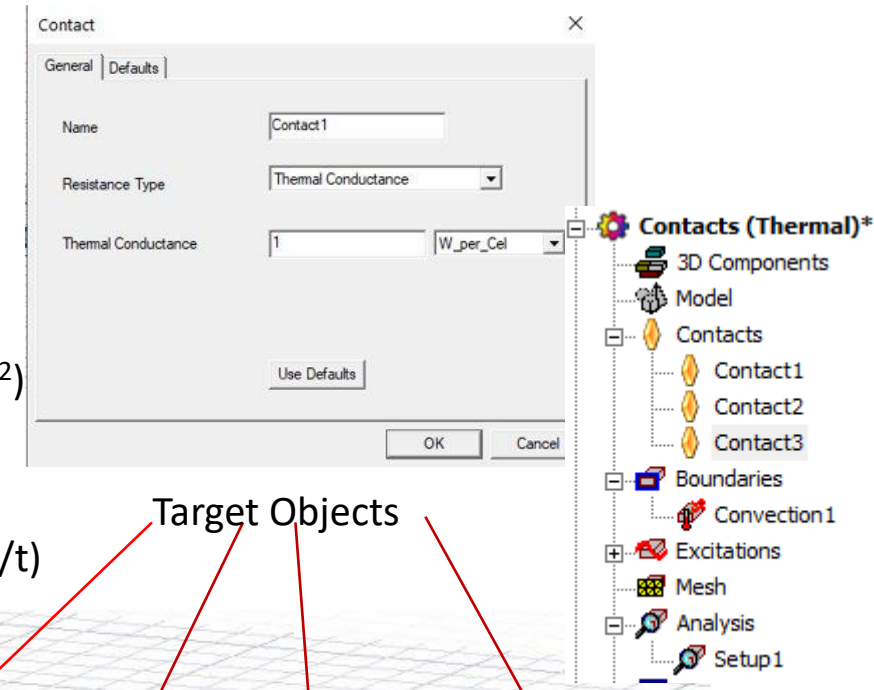 Contact
General
Defaults
Name
Contact1
Resistance Type
Thermal Conductance
Thermal Conductance
1
W_per_Cel
Use Defaults
OK
Cancel
2)
Target Objects
/t)
Contacts (Thermal)*
3D Components
Model
Contacts
Contact1
Contact2
Contact3
Boundaries
Convection1
Excitations
Mesh
Analysis
Setup1